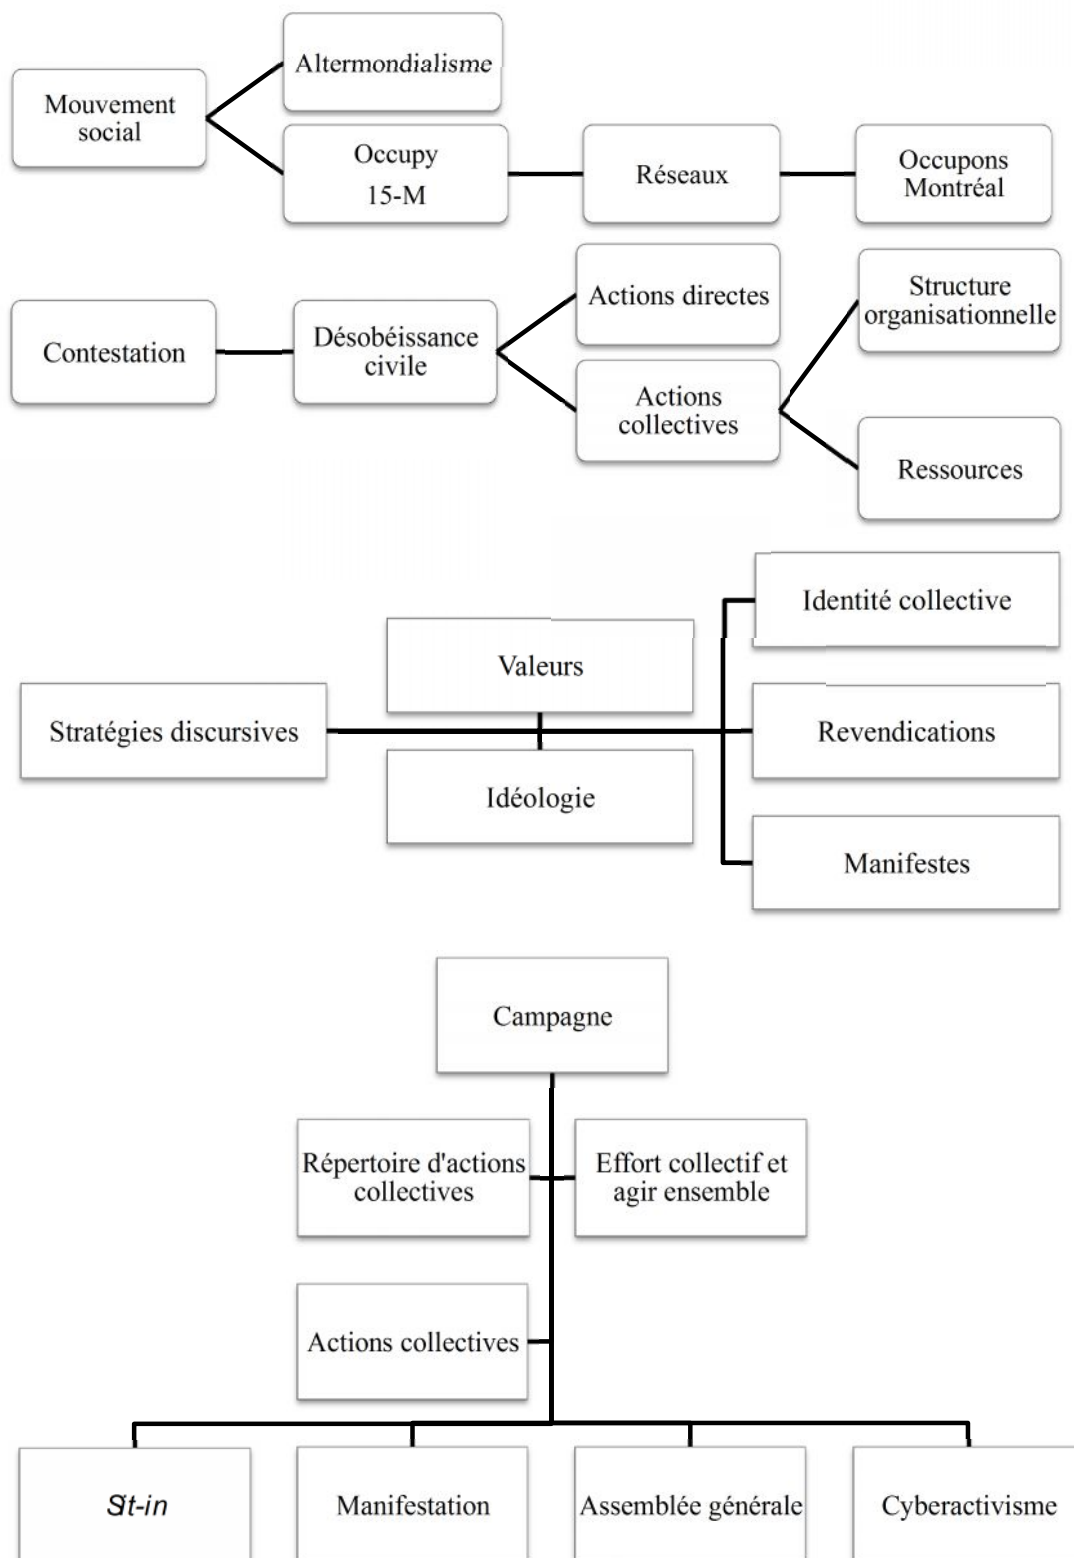 Altermondialisme
Mouvement
social
Occupy
15-M
Réseaux
Occupons
Montréal
Contestation
Désobéissance
civile
Actions directes
Actions
collectives
Structure
organisationnelle
Ressources
Stratégies discursives
Valeurs
Idéologie
Identité collective
Revendications
Manifestes
Campagne
Répertoire d'actions
collectives
Effort collectif et
agir ensemble
Actions collectives
Sit-in
Manifestation
Assemblée générale
Cyberactivisme